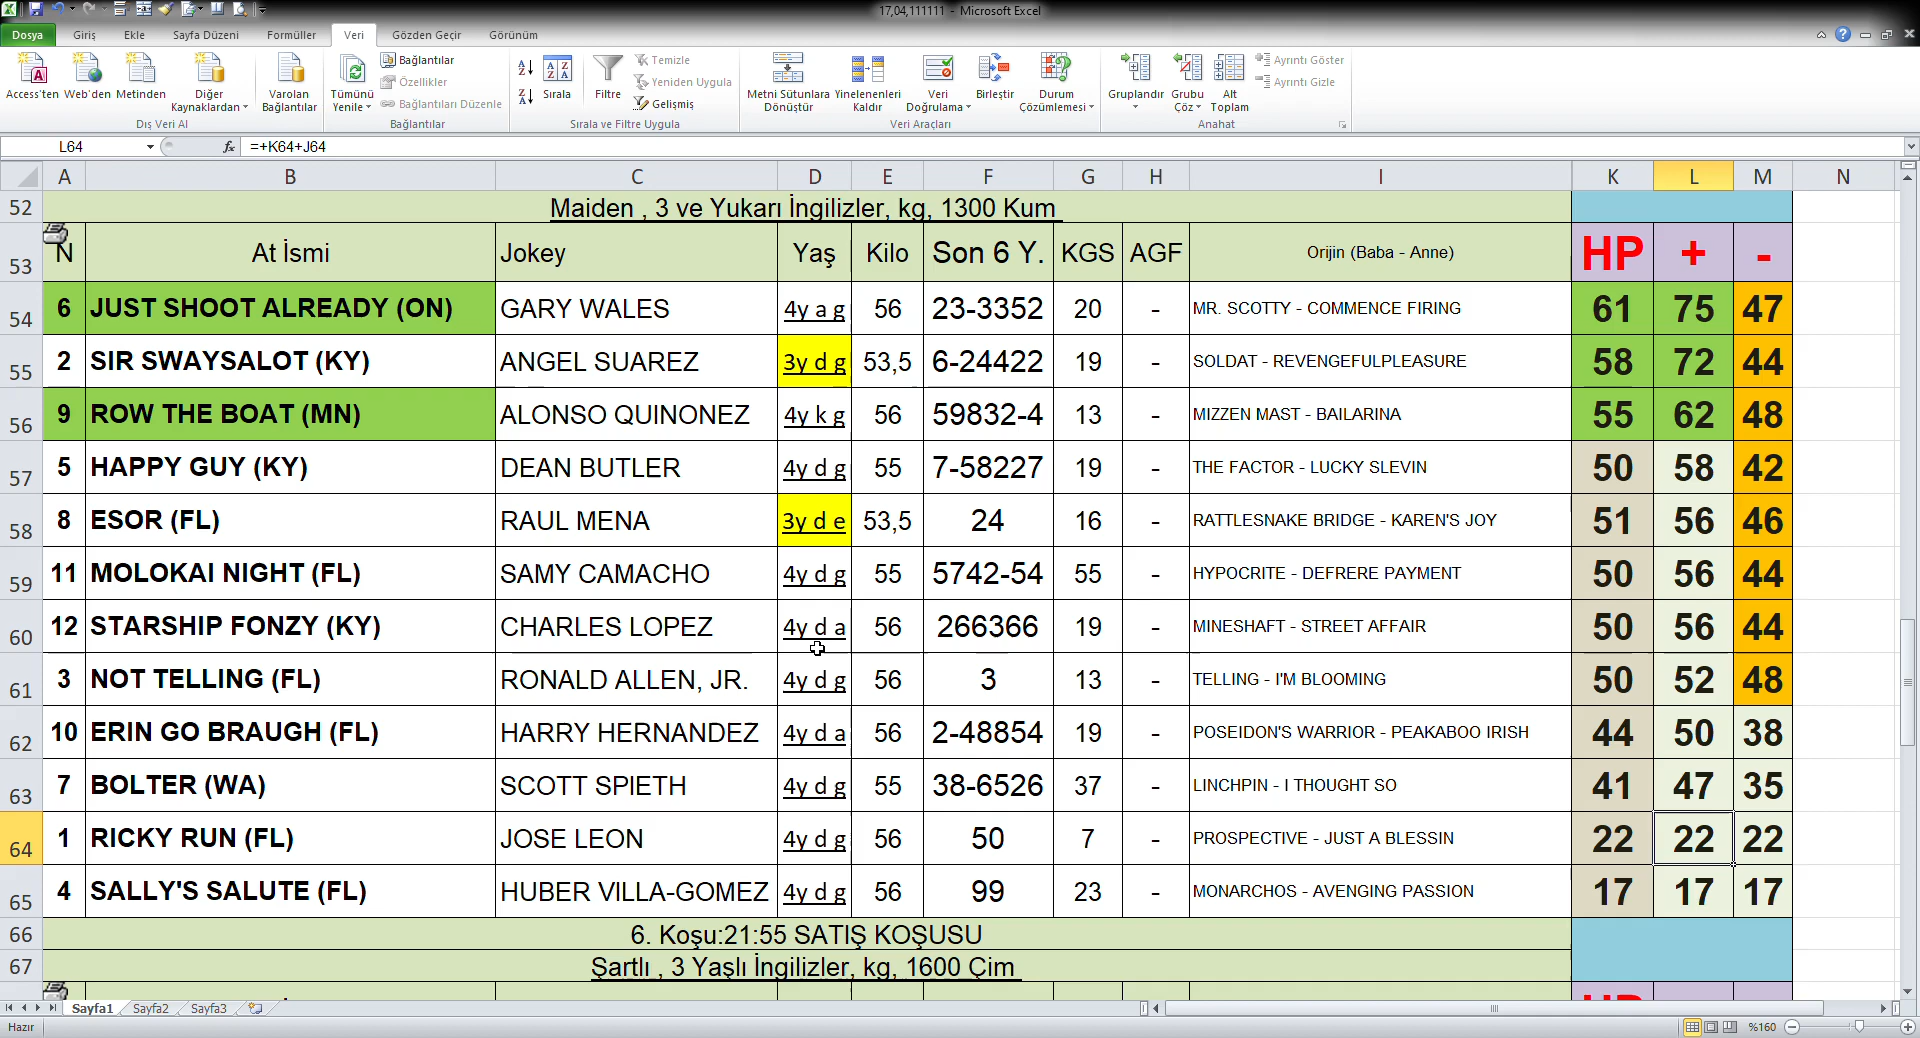 17,04,111111 - Microsoft Excel
Dosya Giriş Ekle Sayfa Düzeni Formüller Veri Gözden Geçir Görünüm
Access'ten Web'den Metinden Diğer Kaynaklardan Varolan Bağlantılar Tümünü Yenile Bağlantılar Özellikler Bağlantıları Düzenle Sırala Filtre Temizle Yeniden Uygula Gelişmiş Metni Sütunlara Dönüştür Yinelenenleri Kaldır Veri Doğrulama Birleştir Durum Çözümlemesi Gruplandır Grubu Çöz Alt Toplam Ayrıntı Göster Ayrıntı Gizle
Dış Veri Al Bağlantılar Sırala ve Filtre Uygula Veri Araçları Anahat
L64 fx =+K64+J64
A B C D E F G H I K L M N
52 Maiden , 3 ve Yukarı İngilizler, kg, 1300 Kum
53 N At İsmi Jokey Yaş Kilo Son 6 Y. KGS AGF Orijin (Baba - Anne) HP + -
54 6 JUST SHOOT ALREADY (ON) GARY WALES 4y a g 56 23-3352 20 - MR. SCOTTY - COMMENCE FIRING 61 75 47
55 2 SIR SWAYSALOT (KY) ANGEL SUAREZ 3y d g 53,5 6-24422 19 - SOLDAT - REVENGEFULPLEASURE 58 72 44
56 9 ROW THE BOAT (MN) ALONSO QUINONEZ 4y k g 56 59832-4 13 - MIZZEN MAST - BAILARINA 55 62 48
57 5 HAPPY GUY (KY) DEAN BUTLER 4y d g 55 7-58227 19 - THE FACTOR - LUCKY SLEVIN 50 58 42
58 8 ESOR (FL) RAUL MENA 3y d e 53,5 24 16 - RATTLESNAKE BRIDGE - KAREN'S JOY 51 56 46
59 11 MOLOKAI NIGHT (FL) SAMY CAMACHO 4y d g 55 5742-54 55 - HYPOCRITE - DEFRERE PAYMENT 50 56 44
60 12 STARSHIP FONZY (KY) CHARLES LOPEZ 4y d a 56 266366 19 - MINESHAFT - STREET AFFAIR 50 56 44
61 3 NOT TELLING (FL) RONALD ALLEN, JR. 4y d g 56 3 13 - TELLING - I'M BLOOMING 50 52 48
62 10 ERIN GO BRAUGH (FL) HARRY HERNANDEZ 4y d a 56 2-48854 19 - POSEIDON'S WARRIOR - PEAKABOO IRISH 44 50 38
63 7 BOLTER (WA) SCOTT SPIETH 4y d g 55 38-6526 37 - LINCHPIN - I THOUGHT SO 41 47 35
64 1 RICKY RUN (FL) JOSE LEON 4y d g 56 50 7 - PROSPECTIVE - JUST A BLESSIN 22 22 22
65 4 SALLY'S SALUTE (FL) HUBER VILLA-GOMEZ 4y d g 56 99 23 - MONARCHOS - AVENGING PASSION 17 17 17
66 6. Koşu:21:55 SATIŞ KOŞUSU
67 Şartlı , 3 Yaşlı İngilizler, kg, 1600 Çim
Sayfa1 Sayfa2 Sayfa3
Hazır %160